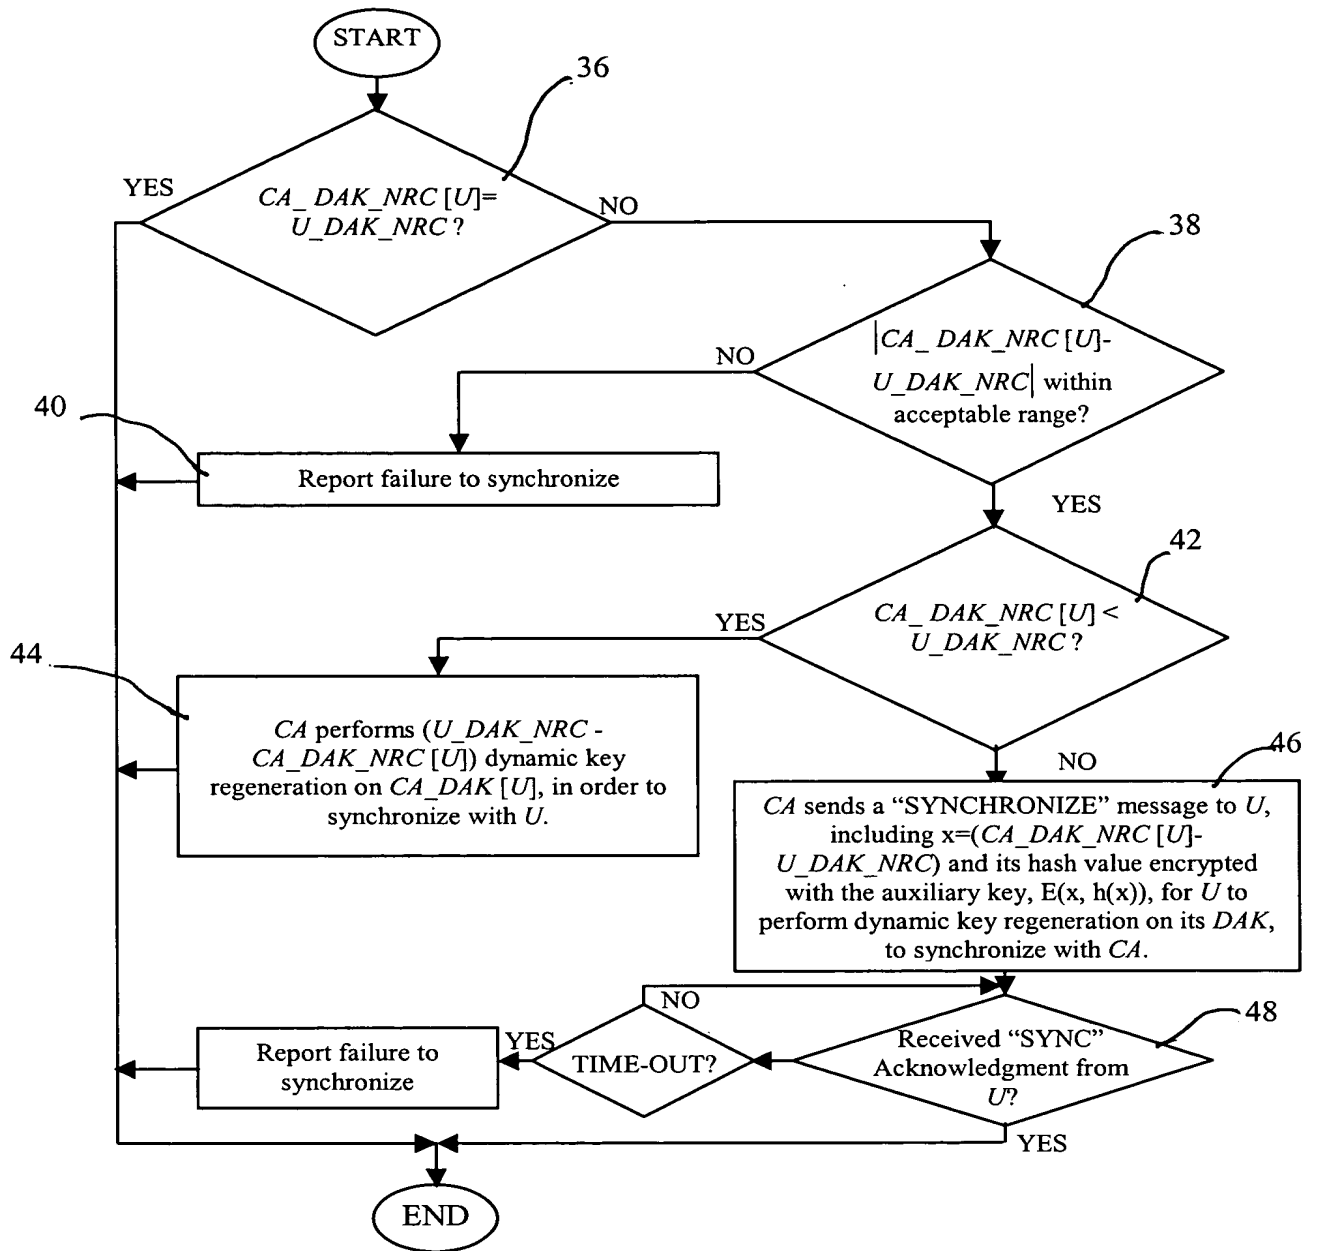 START
36
YES
CA_ DAK_NRC [U]=
U_DAK_NRC ?
NO
38
|CA_ DAK_NRC [U]-
U_DAK_NRC| within
acceptable range?
NO
40
Report failure to synchronize
YES
42
CA_ DAK_NRC [U] <
U_DAK_NRC ?
YES
44
CA performs (U_DAK_NRC -
CA_DAK_NRC [U]) dynamic key
regeneration on CA_DAK [U], in order to
synchronize with U.
NO
46
CA sends a “SYNCHRONIZE” message to U,
including x=(CA_DAK_NRC [U]-
U_DAK_NRC) and its hash value encrypted
with the auxiliary key, E(x, h(x)), for U to
perform dynamic key regeneration on its DAK,
to synchronize with CA.
NO
48
Received “SYNC”
Acknowledgment from
U?
TIME-OUT?
YES
Report failure to
synchronize
YES
END